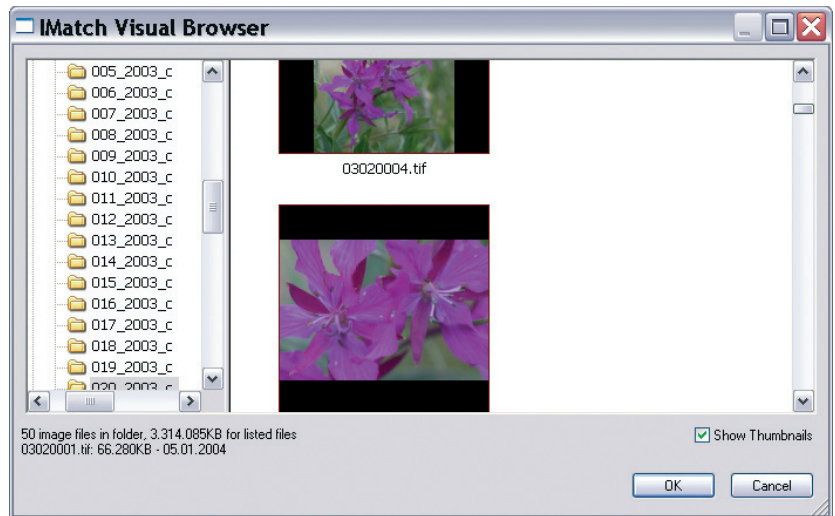 IMatch Visual Browser
005_2003_c
006_2003_c
007_2003_c
008_2003_c
009_2003_c
010_2003_c
011_2003_c
012_2003_c
013_2003_c
014_2003_c
015_2003_c
016_2003_c
017_2003_c
018_2003_c
019_2003_c
020_2003_c
03020004.tif
50 image files in folder, 3.314.085KB for listed files
03020001.tif: 66.280KB - 05.01.2004
Show Thumbnails
OK
Cancel